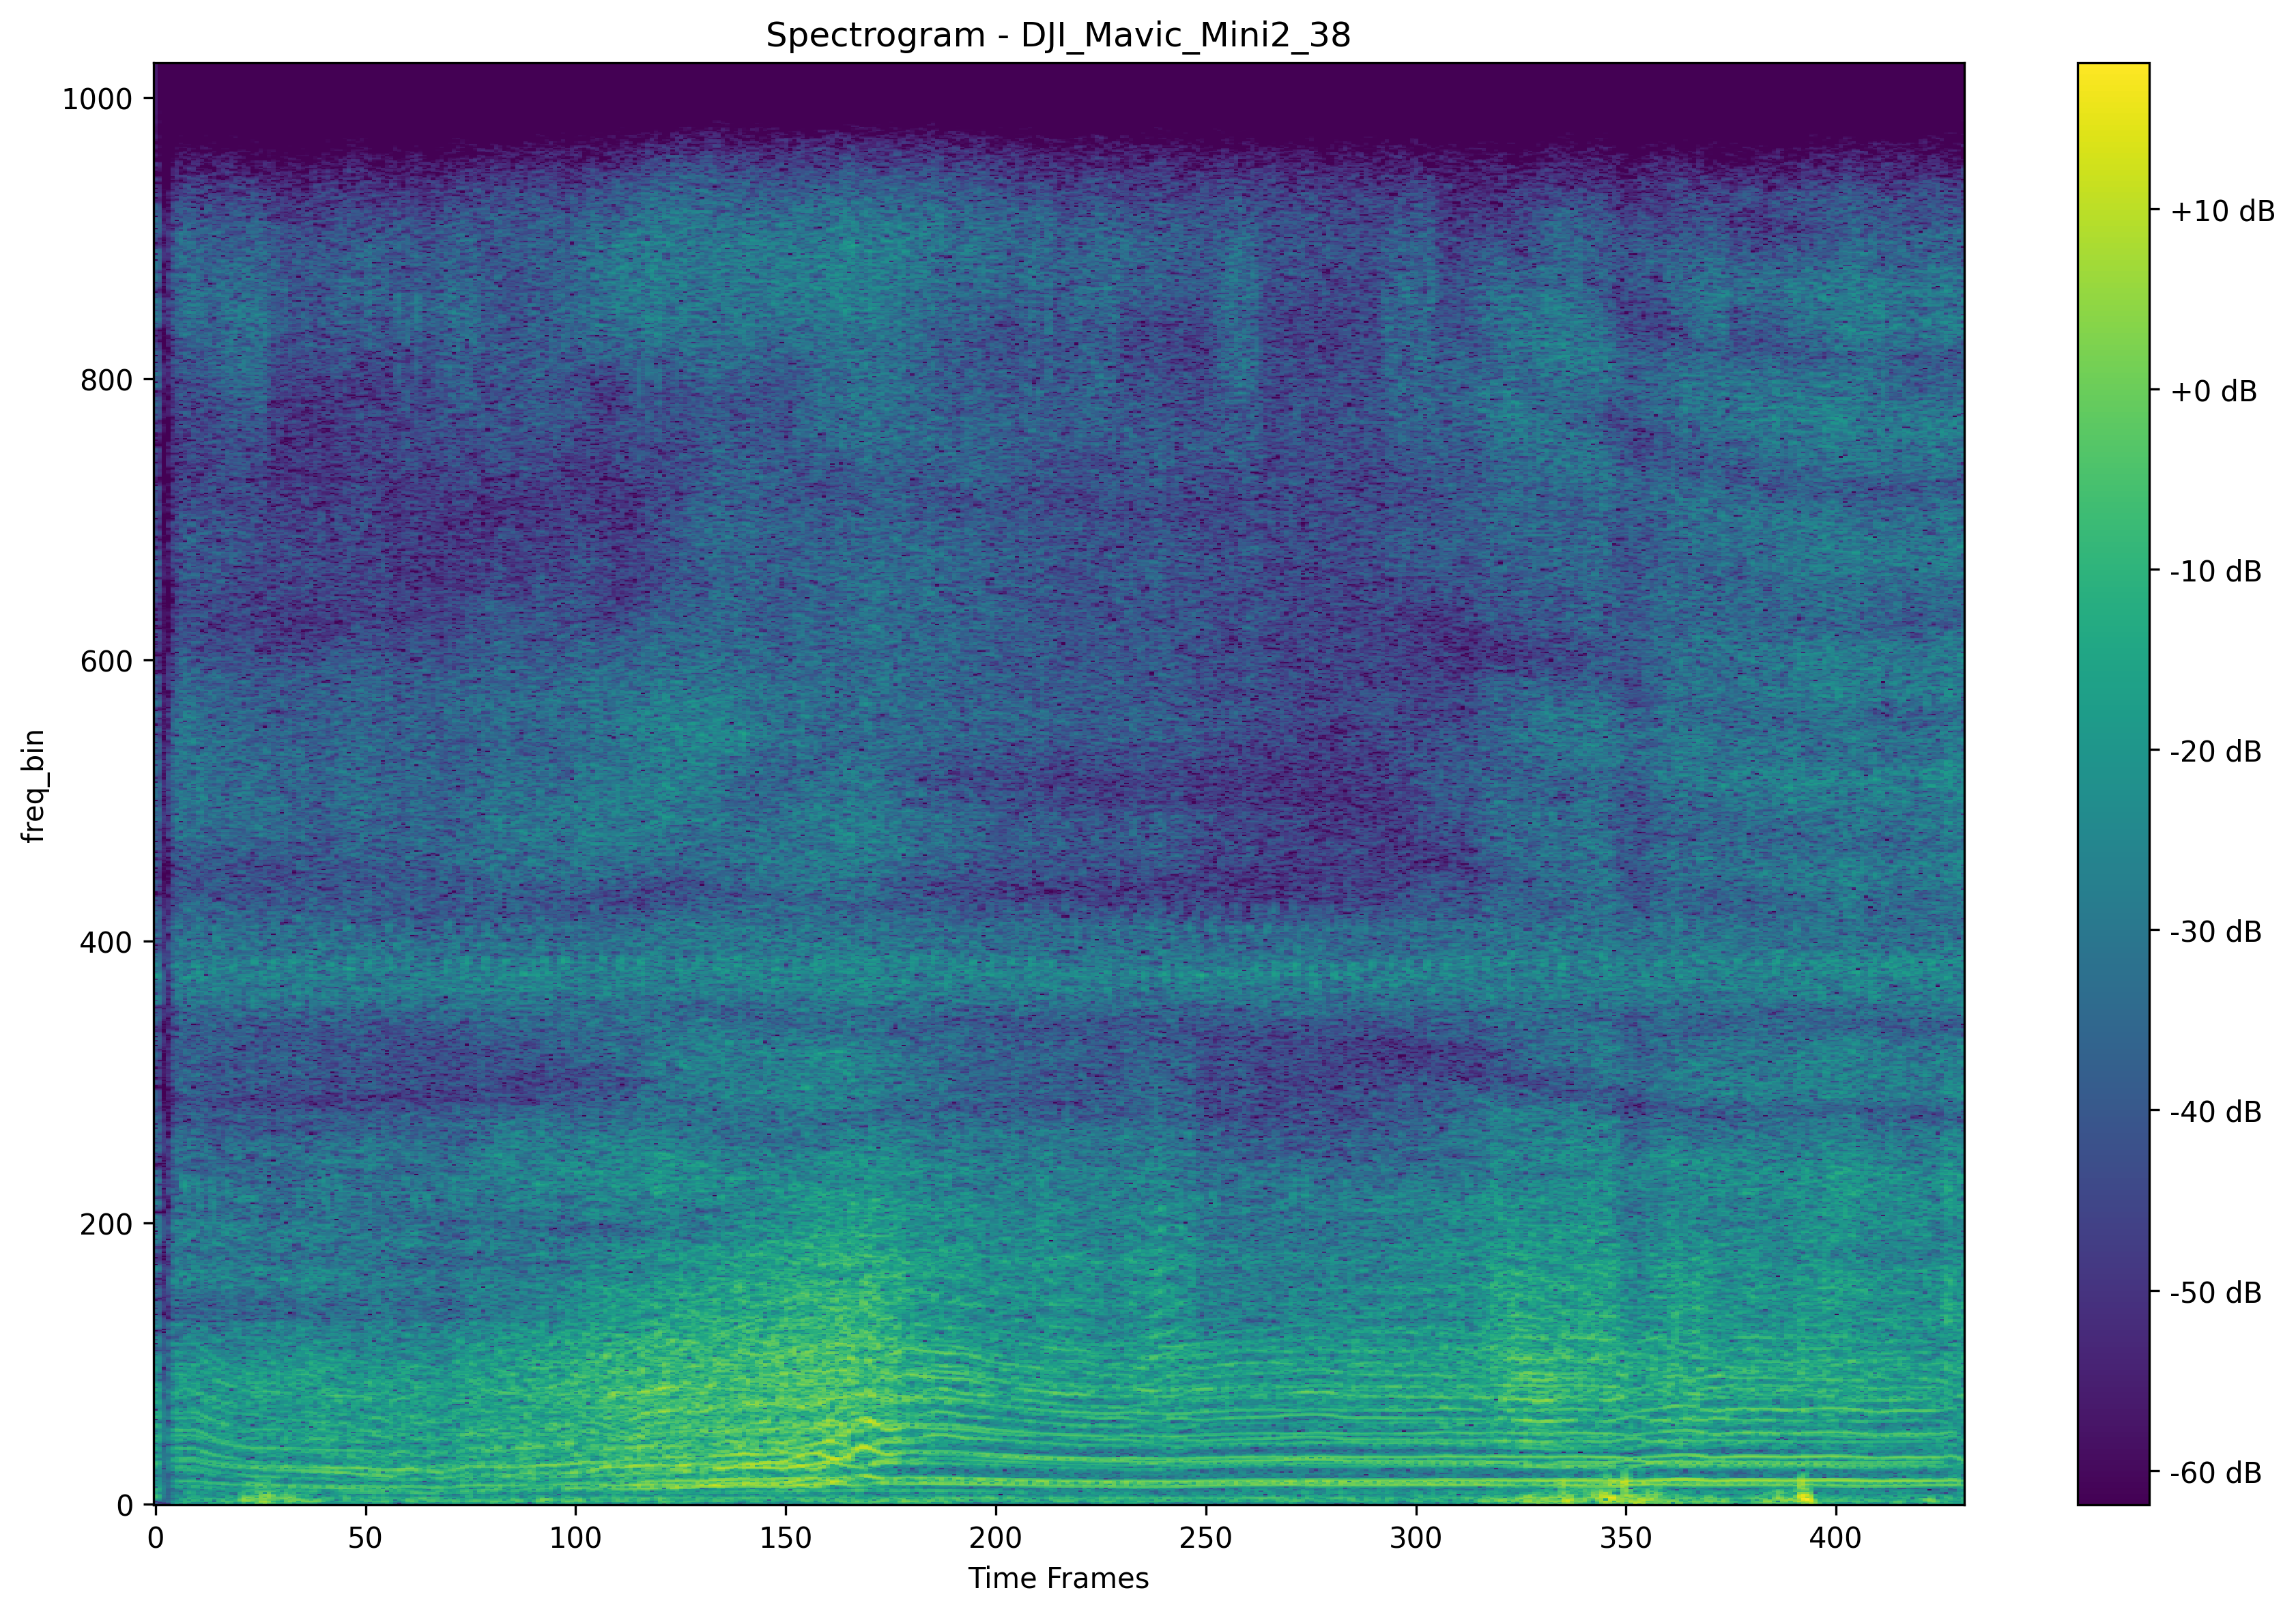 Spectrogram - DJI_Mavic_Mini2_38
1000
800
600
400
200
0
freq_bin
0 50 100 150 200 250 300 350 400
Time Frames
+10 dB
+0 dB
-10 dB
-20 dB
-30 dB
-40 dB
-50 dB
-60 dB